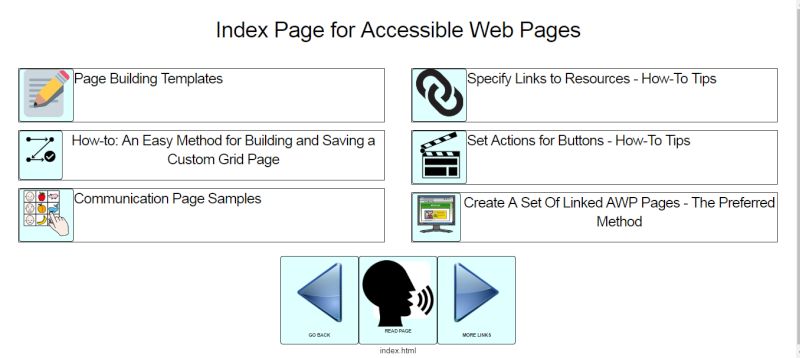 Index Page for Accessible Web Pages
Page Building Templates
Specify Links to Resources - How-To Tips
How-to: An Easy Method for Building and Saving a
Custom Grid Page
Set Actions for Buttons - How-To Tips
Communication Page Samples
Create A Set Of Linked AWP Pages - The Preferred
Method
GO BACK
READ PAGE
MORE LINKS
index.html